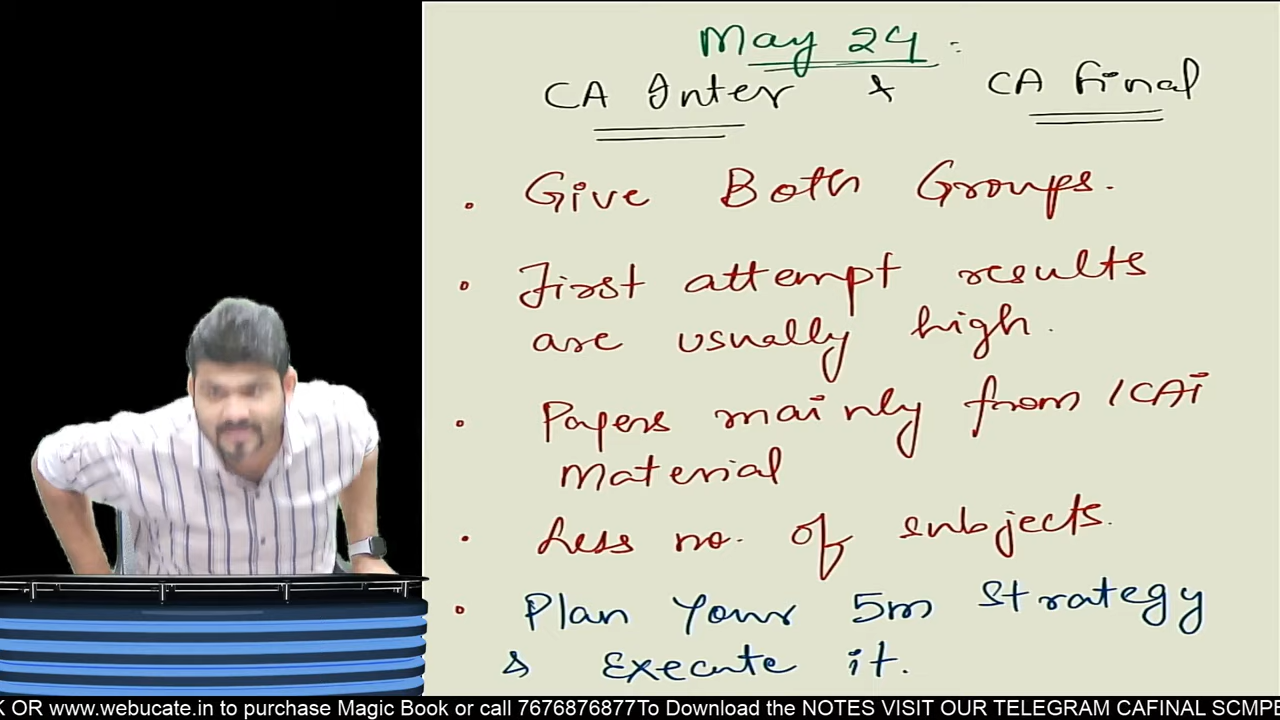 May 24
CA Inter & CA Final
• Give Both Groups.
• First attempt results
are usually high.
• Papers mainly from ICAi
Material
• Less no. of subjects.
• Plan Your 5m Strategy
& Execute it.
K OR www.webucate.in to purchase Magic Book or call 7676876877To Download the NOTES VISIT OUR TELEGRAM CAFINAL SCMPE